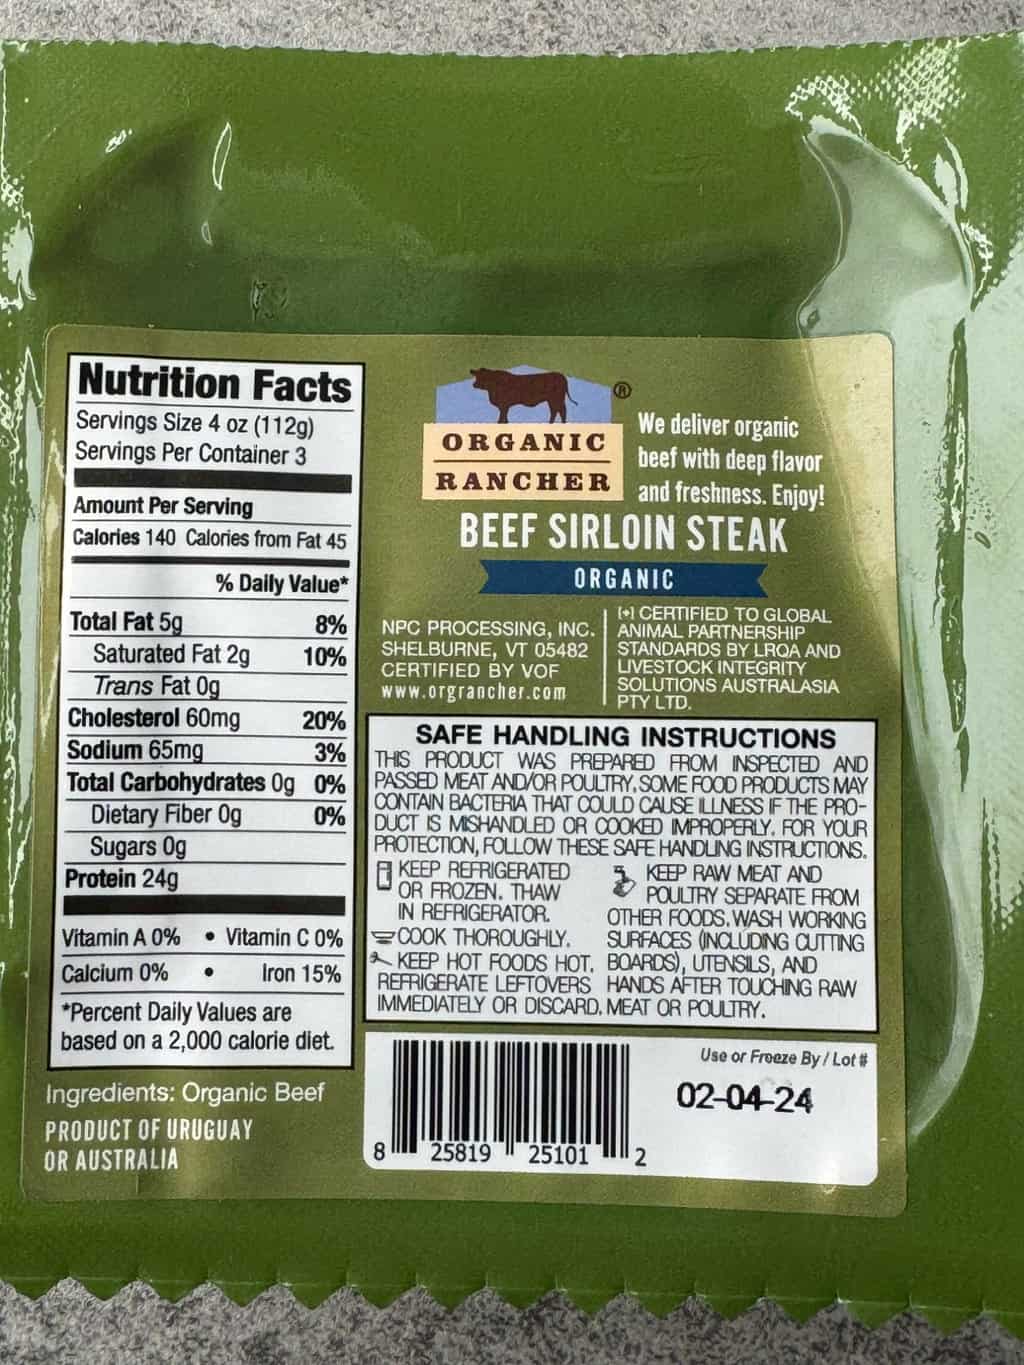 Nutrition Facts
Servings Size 4 oz (112g)
Servings Per Container 3
Amount Per Serving
Calories 140 Calories from Fat 45
% Daily Value*
Total Fat 5g 8%
Saturated Fat 2g 10%
Trans Fat 0g
Cholesterol 60mg 20%
Sodium 65mg 3%
Total Carbohydrates 0g 0%
Dietary Fiber 0g 0%
Sugars 0g
Protein 24g
Vitamin A 0% • Vitamin C 0%
Calcium 0% • Iron 15%
*Percent Daily Values are
based on a 2,000 calorie diet.
Ingredients: Organic Beef
PRODUCT OF URUGUAY
OR AUSTRALIA
®
ORGANIC
RANCHER
We deliver organic
beef with deep flavor
and freshness. Enjoy!
BEEF SIRLOIN STEAK
ORGANIC
NPC PROCESSING, INC.
SHELBURNE, VT 05482
CERTIFIED BY VOF
www.orgrancher.com
[+] CERTIFIED TO GLOBAL
ANIMAL PARTNERSHIP
STANDARDS BY LRQA AND
LIVESTOCK INTEGRITY
SOLUTIONS AUSTRALASIA
PTY LTD.
SAFE HANDLING INSTRUCTIONS
THIS PRODUCT WAS PREPARED FROM INSPECTED AND
PASSED MEAT AND/OR POULTRY. SOME FOOD PRODUCTS MAY
CONTAIN BACTERIA THAT COULD CAUSE ILLNESS IF THE PRO-
DUCT IS MISHANDLED OR COOKED IMPROPERLY. FOR YOUR
PROTECTION, FOLLOW THESE SAFE HANDLING INSTRUCTIONS.
KEEP REFRIGERATED
OR FROZEN. THAW
IN REFRIGERATOR.
COOK THOROUGHLY.
KEEP HOT FOODS HOT.
REFRIGERATE LEFTOVERS
IMMEDIATELY OR DISCARD.
KEEP RAW MEAT AND
POULTRY SEPARATE FROM
OTHER FOODS. WASH WORKING
SURFACES (INCLUDING CUTTING
BOARDS), UTENSILS, AND
HANDS AFTER TOUCHING RAW
MEAT OR POULTRY.
Use or Freeze By / Lot #
02-04-24
8 25819 25101 2